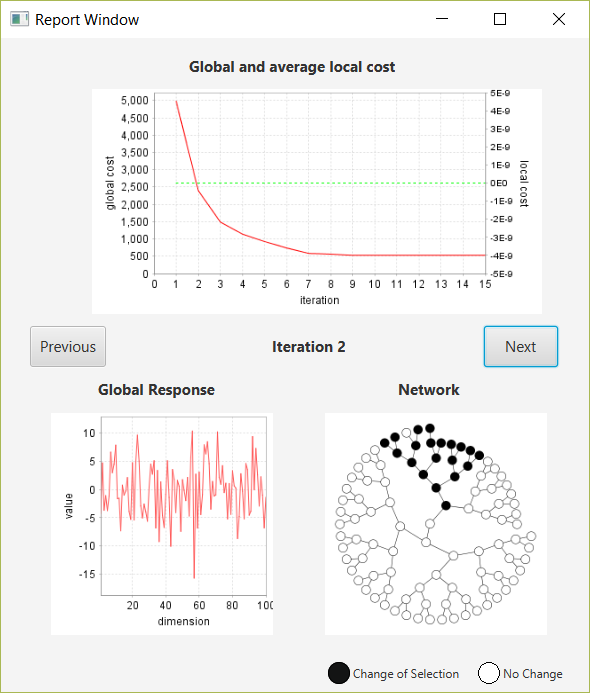 Report Window
Global and average local cost
5,000
4,500
4,000
3,500
3,000
2,500
2,000
1,500
1,000
500
0
global cost
5E-9
4E-9
3E-9
2E-9
1E-9
0E0
-1E-9
-2E-9
-3E-9
-4E-9
-5E-9
local cost
0 1 2 3 4 5 6 7 8 9 10 11 12 13 14 15
iteration
Previous
Iteration 2
Next
Global Response
Network
10
5
0
-5
-10
-15
value
20 40 60 80 100
dimension
Change of Selection
No Change